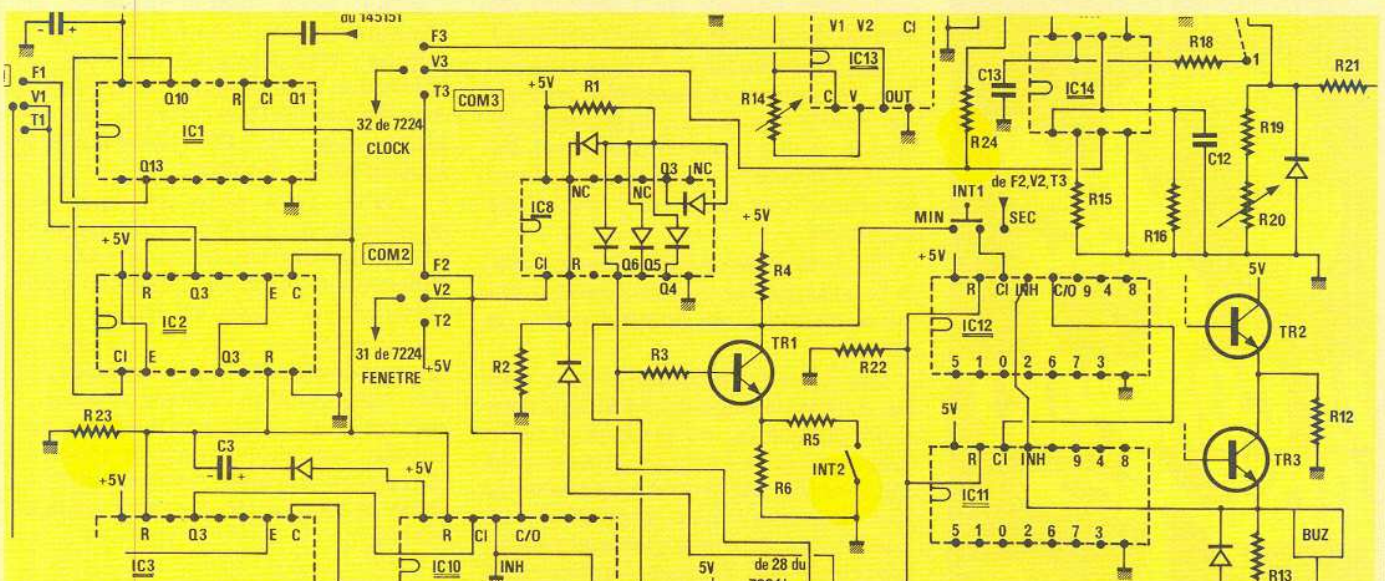 du 145151
- +
F1
V1
T1
Q10
R
CI
Q1
IC1
Q13
F3
V3
T3
COM3
32 de 7224
CLOCK
+5V
R1
Q3
NC
NC
NC
IC8
CI
R
Q6
Q5
Q4
V1 V2 CI
IC13
C V OUT
R14
C13
R24
IC14
R18
1
R21
R19
C12
R15
R16
R20
de F2,V2,T3
INT1
MIN
SEC
+5V
R
Q3
E
C
IC2
CI
E
Q3
R
COM2
F2
V2
T2
31 de 7224
FENETRE
+5V
R2
R3
+5V
R4
TR1
R5
R6
INT2
R22
+5V
R CI INH C/O 9 4 8
IC12
5 1 0 2 6 7 3
5V
R CI INH 9 4 8
IC11
5 1 0 2 6 7 3
5V
TR2
R12
TR3
BUZ
R13
R23
C3
- +
+5V
R
Q3
E
C
IC3
+5V
R
CI
C/O
IC10
INH
5V
de 28 du